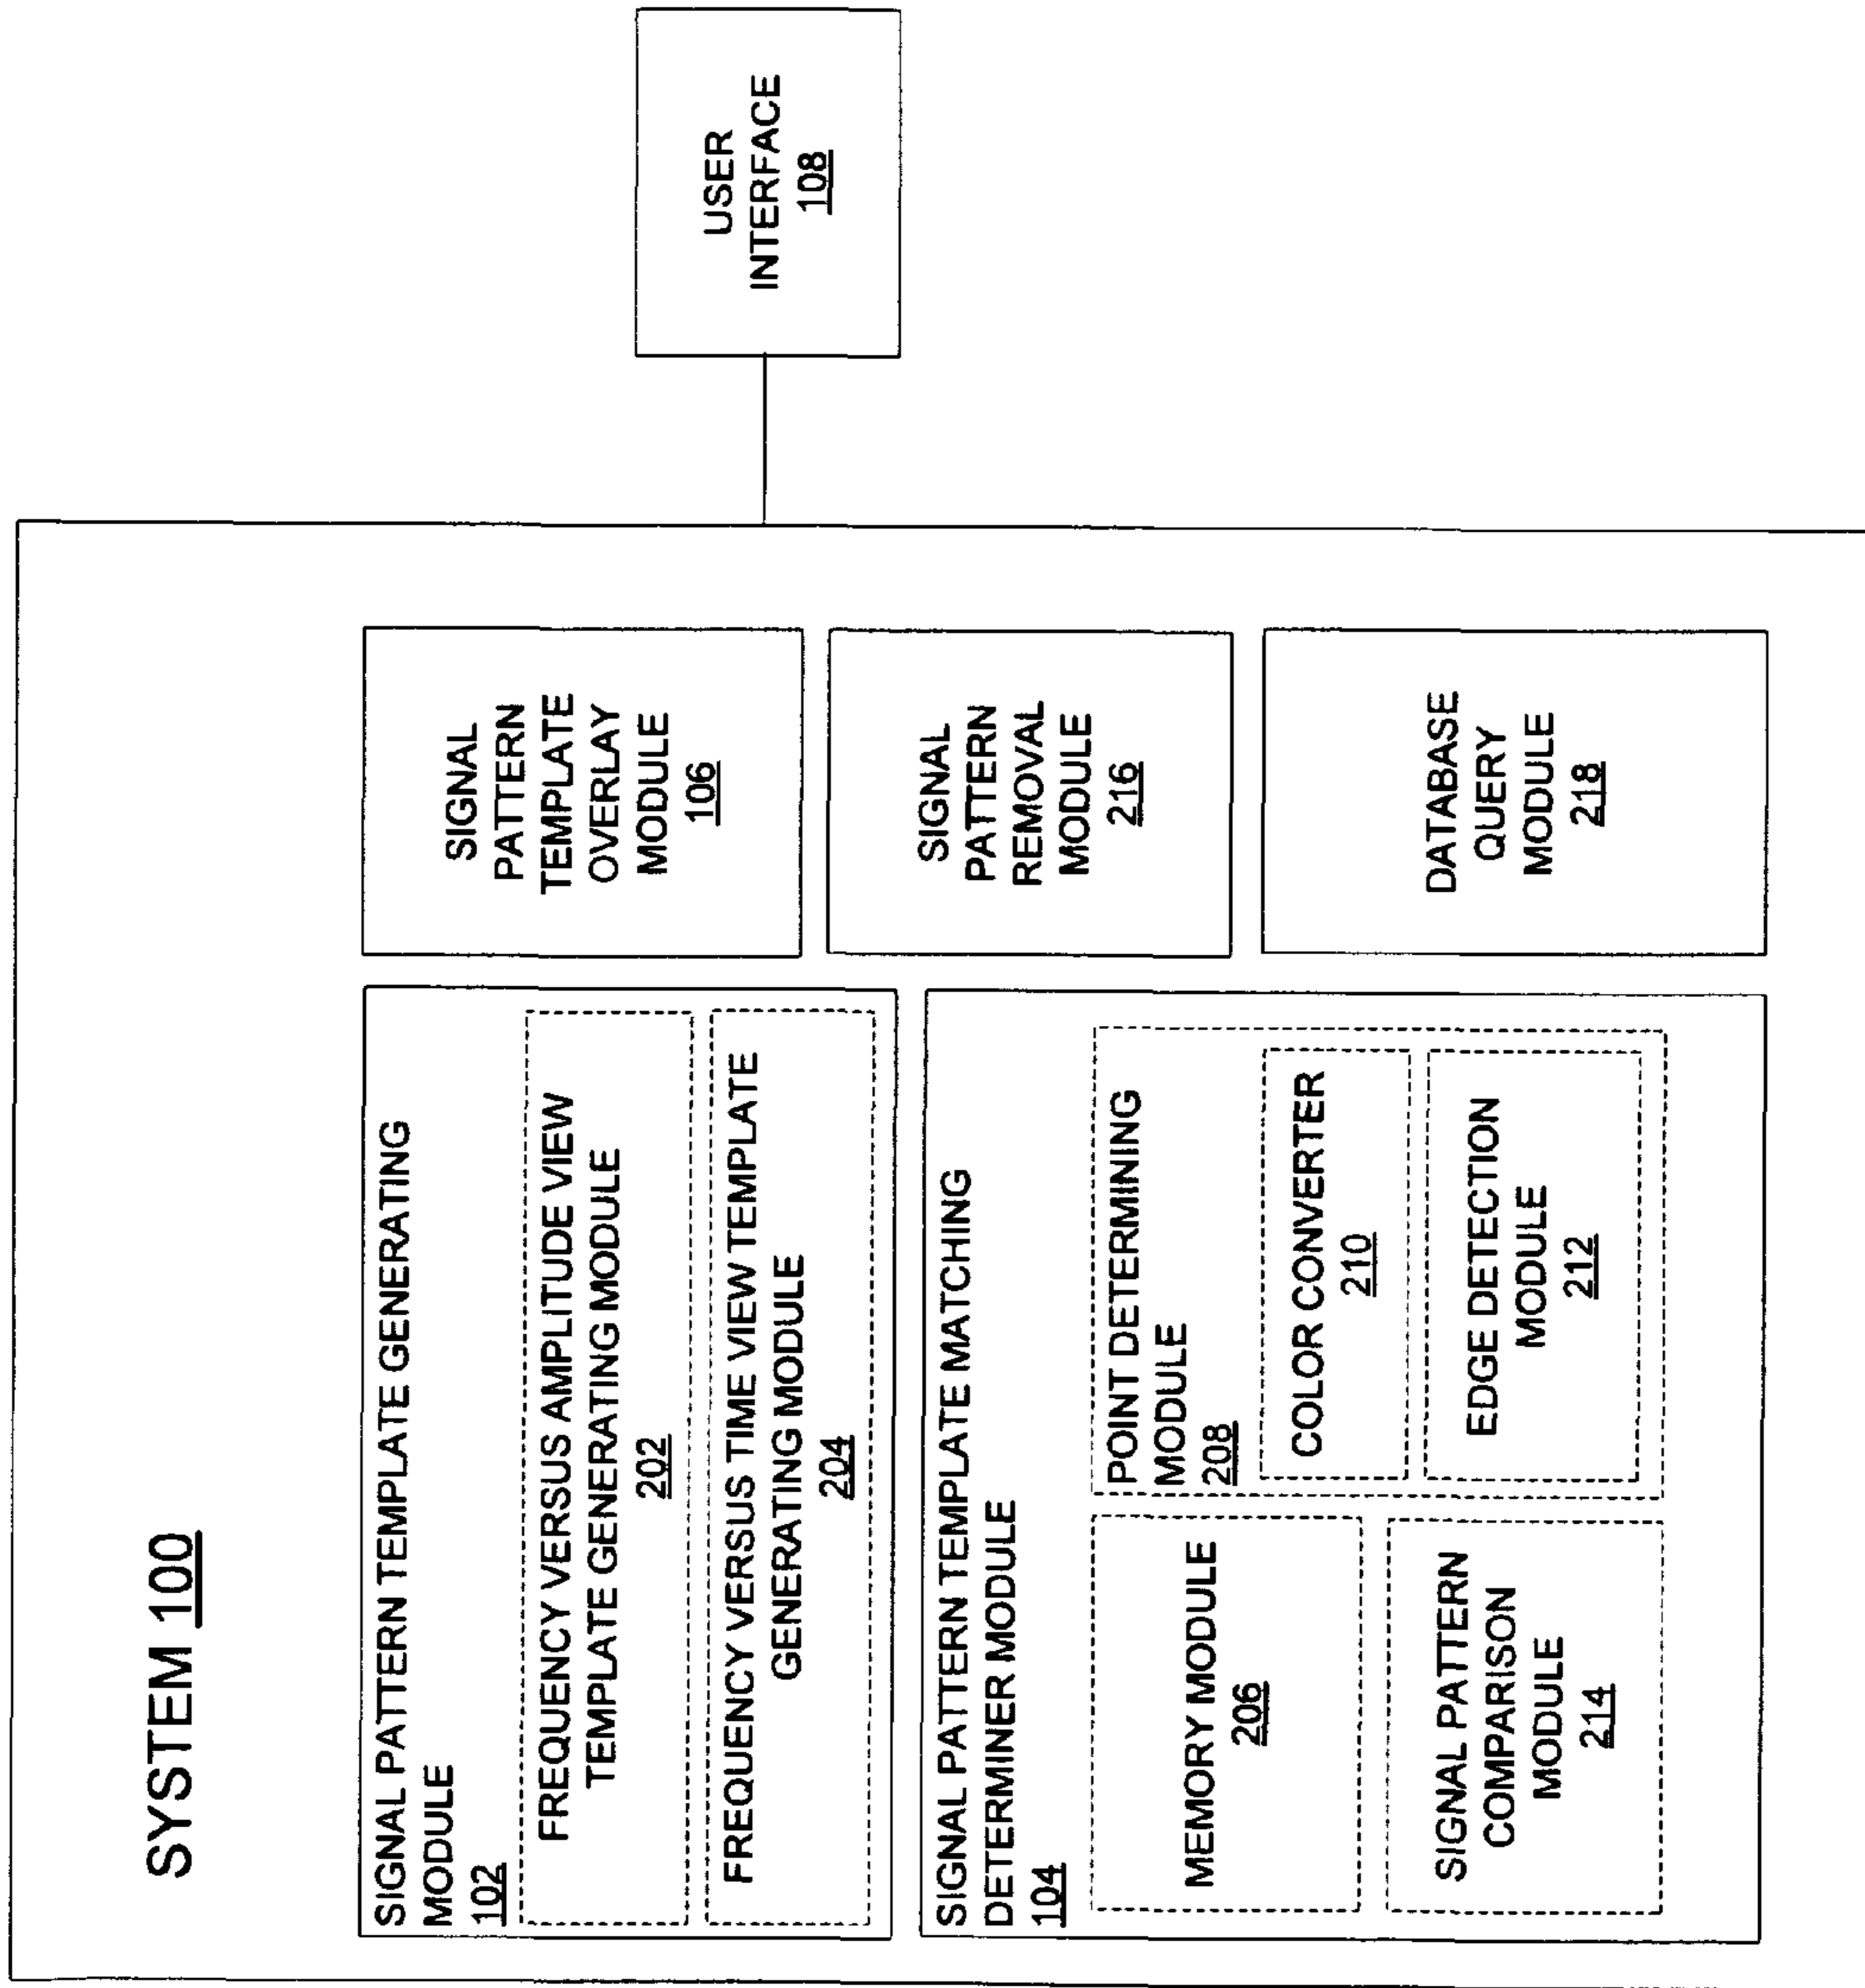 SYSTEM 100
SIGNAL PATTERN TEMPLATE GENERATING
MODULE
102
FREQUENCY VERSUS AMPLITUDE VIEW
TEMPLATE GENERATING MODULE
202
FREQUENCY VERSUS TIME VIEW TEMPLATE
GENERATING MODULE
204
SIGNAL PATTERN TEMPLATE MATCHING
DETERMINER MODULE
104
MEMORY MODULE
206
SIGNAL PATTERN
COMPARISON
MODULE
214
POINT DETERMINING
MODULE
208
COLOR CONVERTER
210
EDGE DETECTION
MODULE
212
SIGNAL
PATTERN
TEMPLATE
OVERLAY
MODULE
106
SIGNAL
PATTERN
REMOVAL
MODULE
216
DATABASE
QUERY
MODULE
218
USER
INTERFACE
108